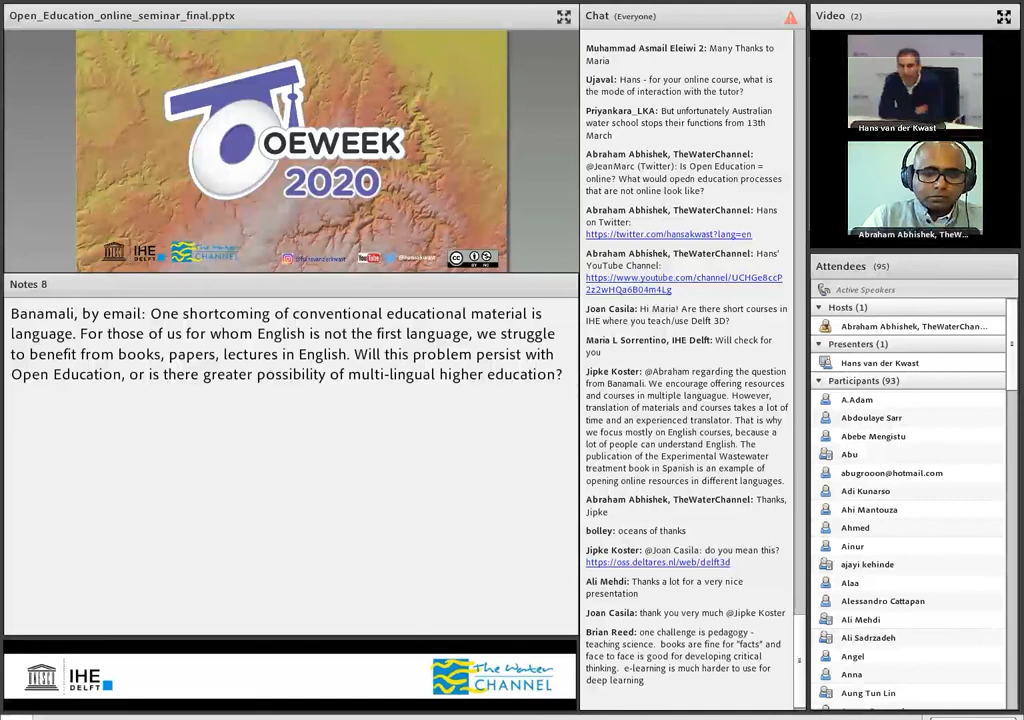 Open_Education_online_seminar_final.pptx
OEWEEK
2020
IHE
DELFT
The Water
CHANNEL
YouTube
BY NC
Notes 8
Banamali, by email: One shortcoming of conventional educational material is
language. For those of us for whom English is not the first language, we struggle
to benefit from books, papers, lectures in English. Will this problem persist with
Open Education, or is there greater possibility of multi-lingual higher education?
UNESCO
IHE
DELFT
The Water
CHANNEL
Chat (Everyone)
Muhammad Asmail Eleiwi 2: Many Thanks to
Maria
Ujaval: Hans - for your online course, what is
the mode of interaction with the tutor?
Priyankara_LKA: But unfortunately Australian
water school stops their functions from 13th
March
Abraham Abhishek, TheWaterChannel:
@JeanMarc (Twitter): Is Open Education =
online? What would opedn education processes
that are not online look like?
Abraham Abhishek, TheWaterChannel: Hans
on Twitter:
https://twitter.com/hansakwast?lang=en
Abraham Abhishek, TheWaterChannel: Hans'
YouTube Channel:
https://www.youtube.com/channel/UCHGe8ccP
2z2wHQa6B04m4Lg
Joan Casila: Hi Maria! Are there short courses in
IHE where you teach/use Delft 3D?
Maria L Sorrentino, IHE Delft: Will check for
you
Jipke Koster: @Abraham regarding the question
from Banamali. We encourage offering resources
and courses in multiple languague. However,
translation of materials and courses takes a lot of
time and an experienced translator. That is why
we focus mostly on English courses, because a
lot of people can understand English. The
publication of the Experimental Wastewater
treatment book in Spanish is an example of
opening online resources in different languages.
Abraham Abhishek, TheWaterChannel: Thanks,
Jipke
bolley: oceans of thanks
Jipke Koster: @Joan Casila: do you mean this?
https://oss.deltares.nl/web/delft3d
Ali Mehdi: Thanks a lot for a very nice
presentation
Joan Casila: thank you very much @Jipke Koster
Brian Reed: one challenge is pedagogy -
teaching science. books are fine for "facts" and
face to face is good for developing critical
thinking. e-learning is much harder to use for
deep learning
Video (2)
Hans van der Kwast
Abraham Abhishek, TheW...
Attendees (95)
Active Speakers
Hosts (1)
Abraham Abhishek, TheWaterChan...
Presenters (1)
Hans van der Kwast
Participants (93)
A.Adam
Abdoulaye Sarr
Abebe Mengistu
Abu
abugrooon@hotmail.com
Adi Kunarso
Ahi Mantouza
Ahmed
Ainur
ajayi kehinde
Alaa
Alessandro Cattapan
Ali Mehdi
Ali Sadrzadeh
Angel
Anna
Aung Tun Lin